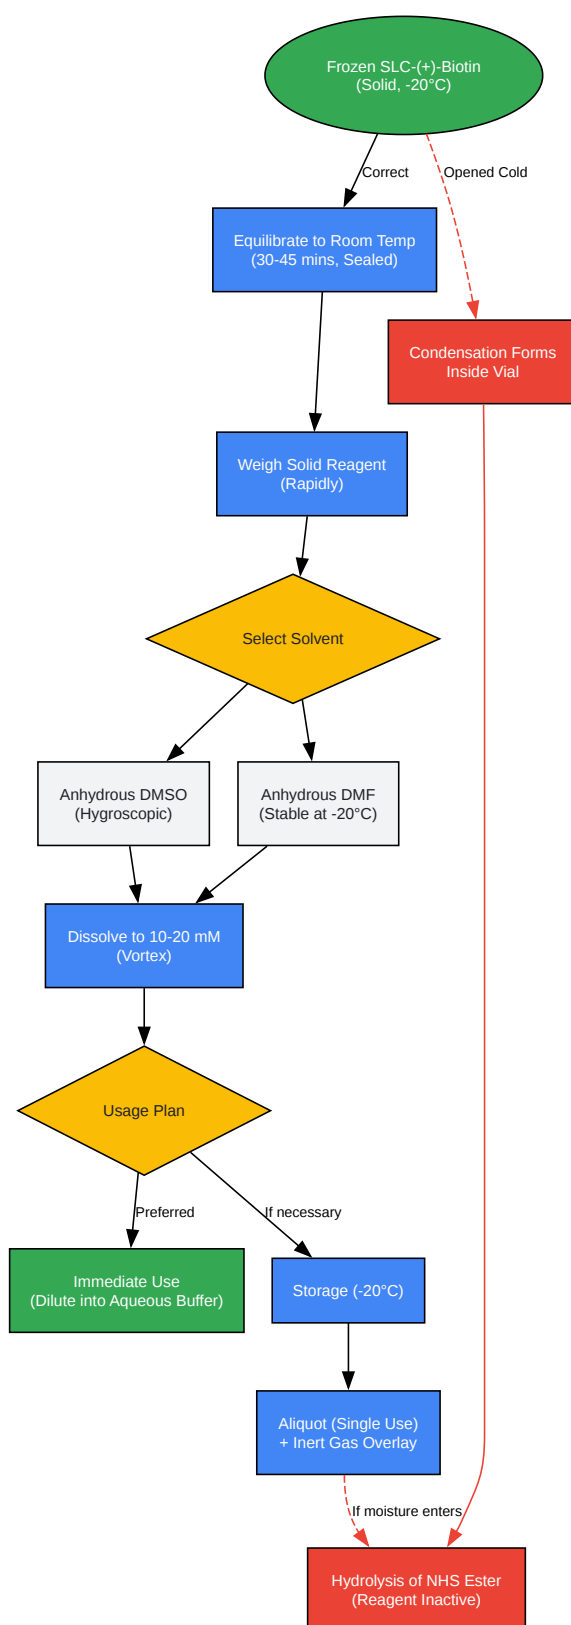 Frozen SLC-(+)-Biotin
(Solid, -20°C)
Correct
Opened Cold
Equilibrate to Room Temp
(30-45 mins, Sealed)
Condensation Forms
Inside Vial
Weigh Solid Reagent
(Rapidly)
Select Solvent
Anhydrous DMSO
(Hygroscopic)
Anhydrous DMF
(Stable at -20°C)
Dissolve to 10-20 mM
(Vortex)
Usage Plan
Preferred
If necessary
Immediate Use
(Dilute into Aqueous Buffer)
Storage (-20°C)
Aliquot (Single Use)
+ Inert Gas Overlay
If moisture enters
Hydrolysis of NHS Ester
(Reagent Inactive)